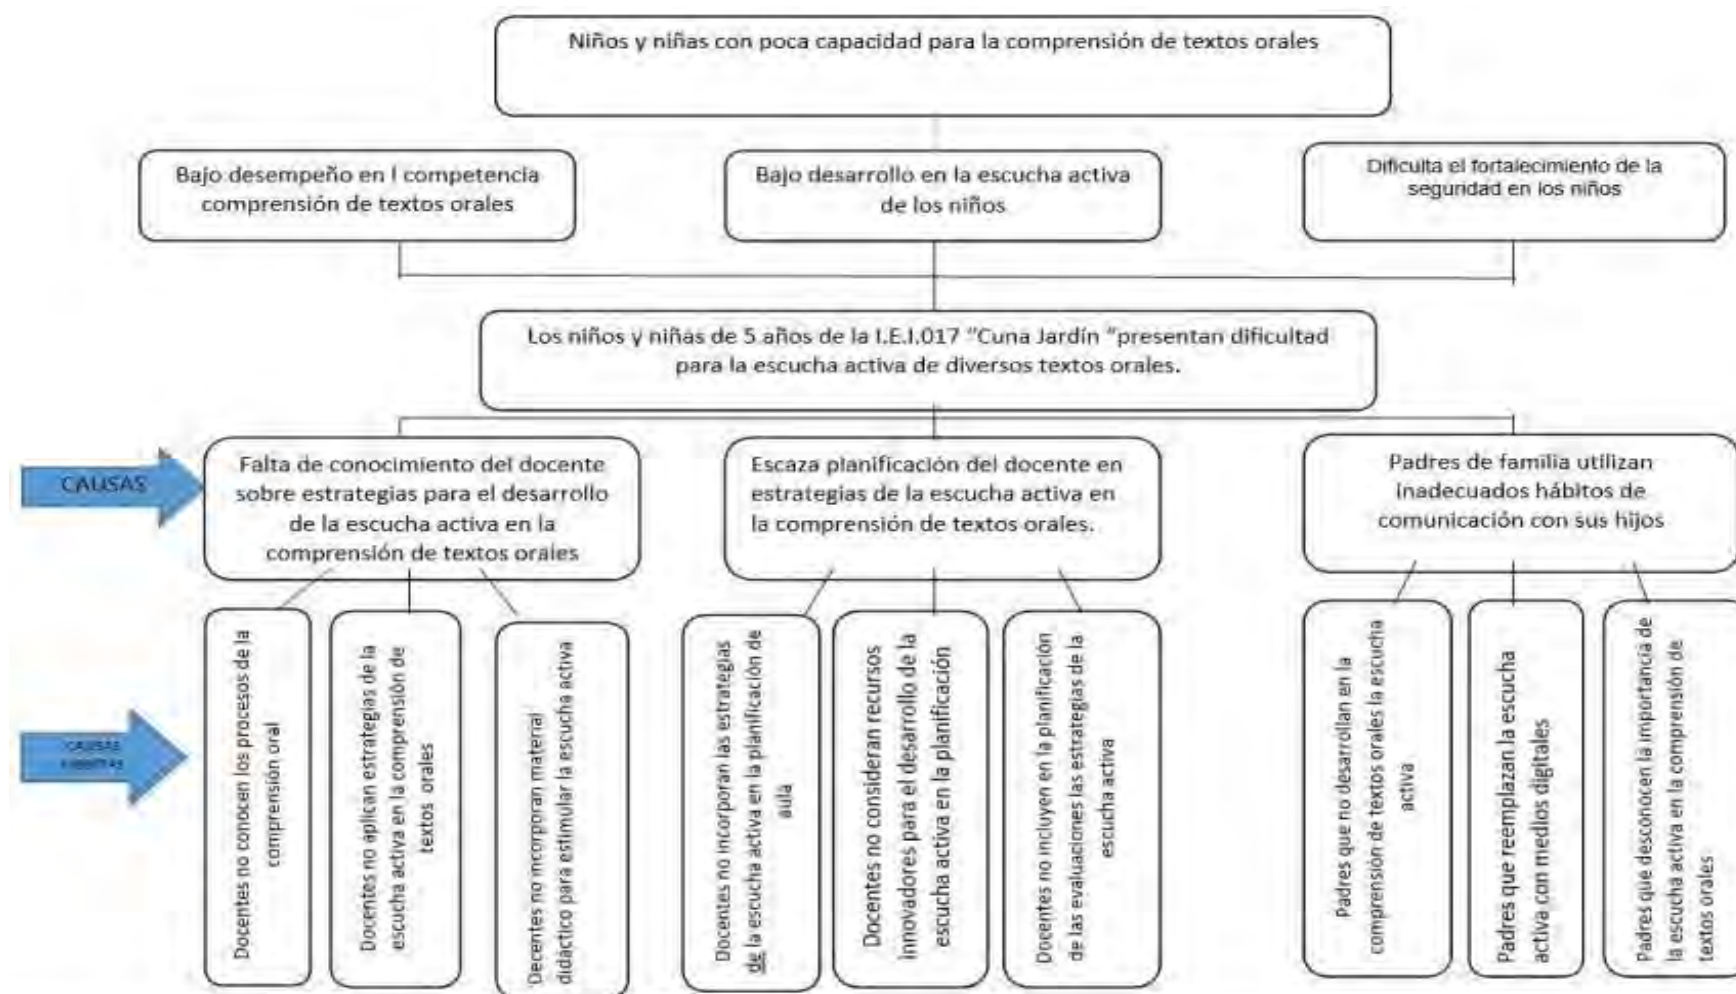 Niños y niñas con poca capacidad para la comprensión de textos orales
Bajo desempeño en l competencia
comprensión de textos orales
Bajo desarrollo en la escucha activa
de los niños
Dificulta el fortalecimiento de la
seguridad en los niños
Los niños y niñas de 5 años de la I.E.I.017 "Cuna Jardín "presentan dificultad
para la escucha activa de diversos textos orales.
CAUSAS
Falta de conocimiento del docente
sobre estrategias para el desarrollo
de la escucha activa en la
comprensión de textos orales
Escaza planificación del docente en
estrategias de la escucha activa en
la comprensión de textos orales.
Padres de familia utilizan
inadecuados hábitos de
comunicación con sus hijos
CAUSAS
Docentes no conocen los procesos de la
comprensión oral
Docentes no aplican estrategias de la
escucha activa en la comprensión de
textos orales
Decentes no incorporan material
didáctico para estimular la escucha activa
Docentes no incorporan las estrategias
de la escucha activa en la planificación de
aula
Docentes no consideran recursos
innovadores para el desarrollo de la
escucha activa en la planificación
Docentes no incluyen en la planificación
de las evaluaciones las estrategias de la
escucha activa
Padres que no desarrollan en la
comprensión de textos orales la escucha
activa
Padres que reemplazan la escucha
activa con medios digitales
Padres que desconocen la importancia de
la escucha activa en la comprensión de
textos orales